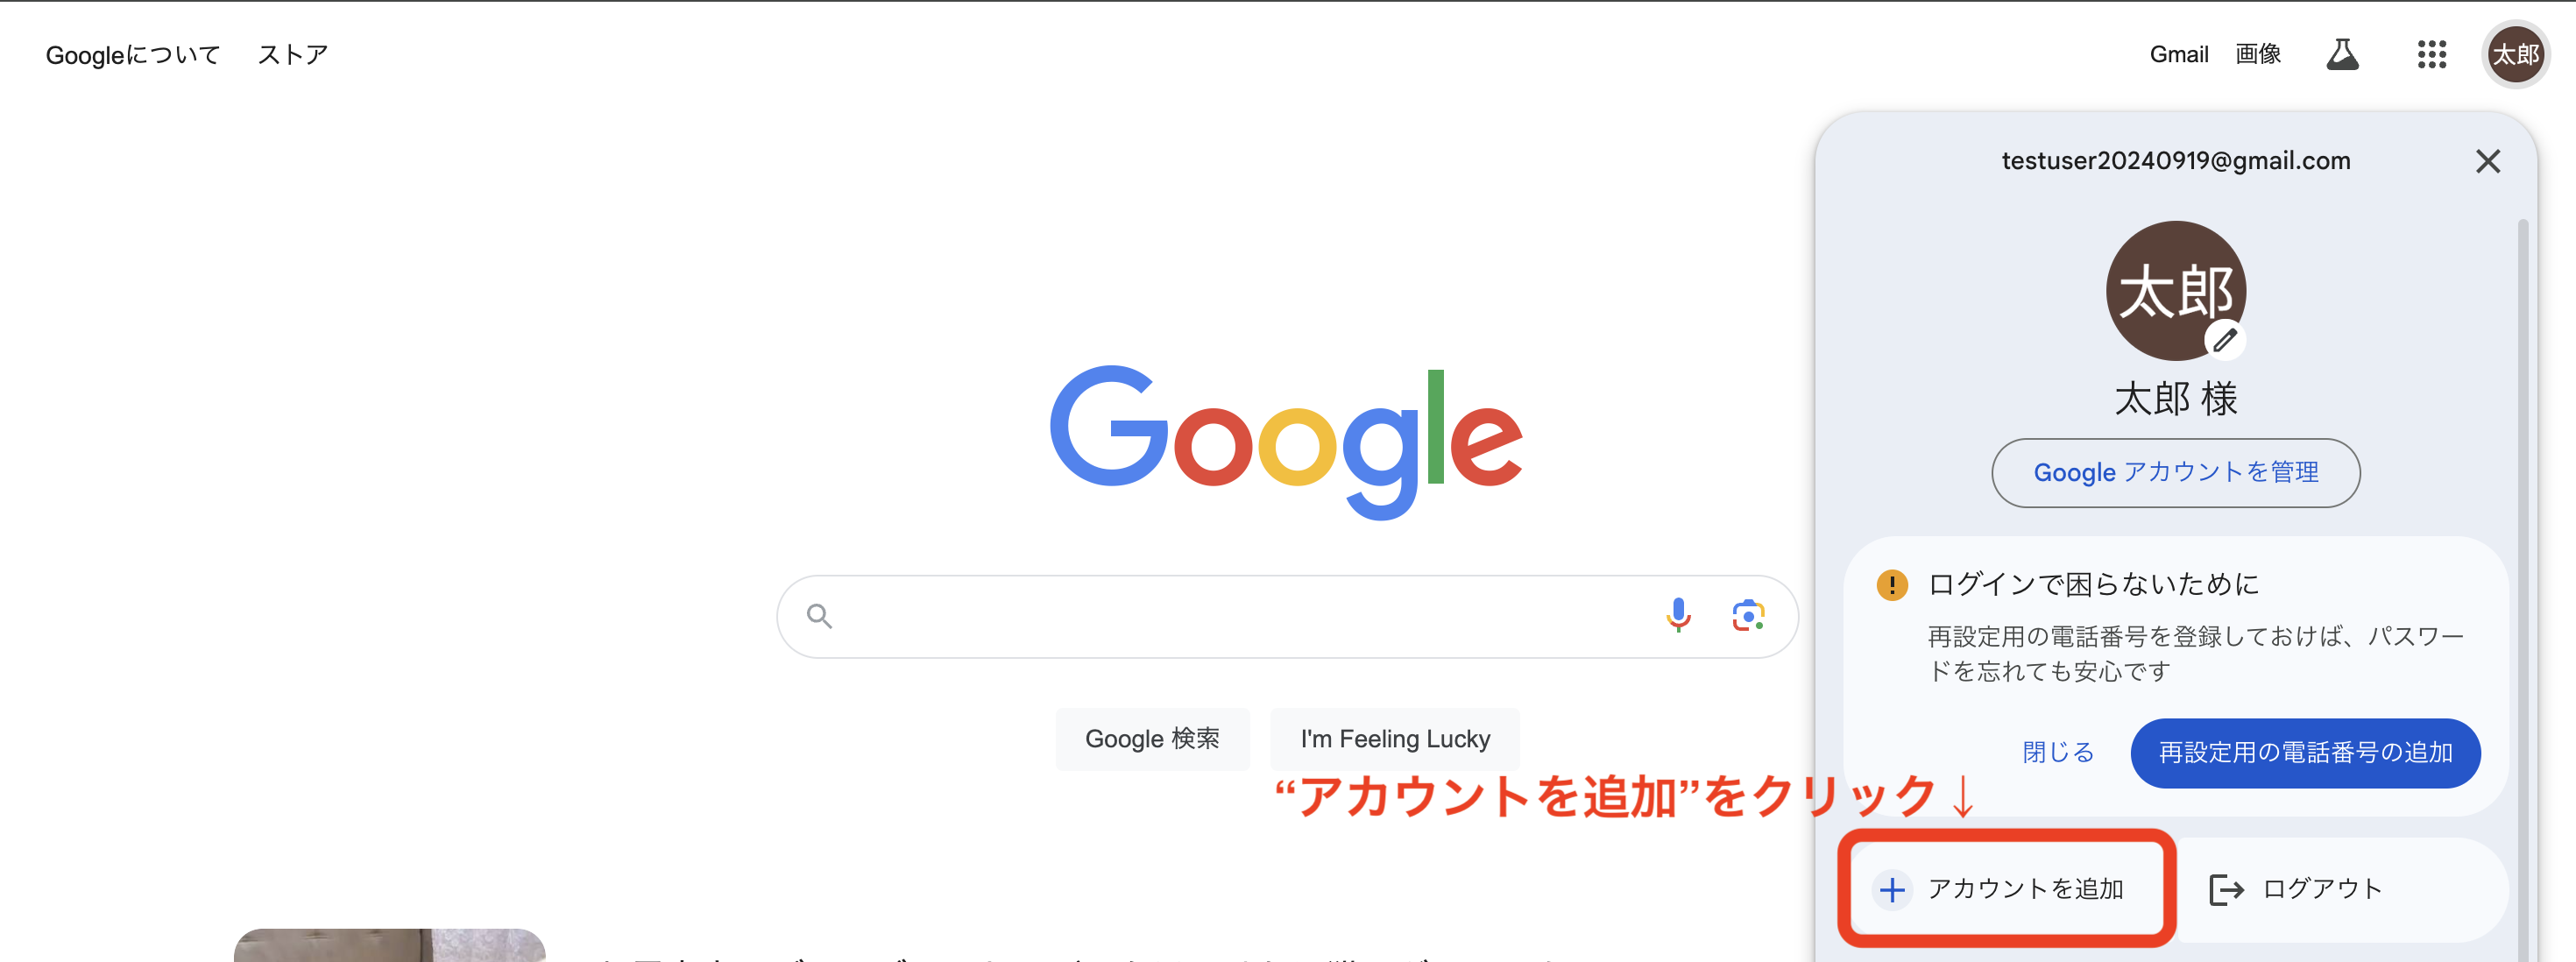 Googleについて ストア
Gmail 画像 太郎
testuser20240919@gmail.com
太郎
太郎 様
Google アカウントを管理
Google
ログインで困らないために
再設定用の電話番号を登録しておけば、パスワー
ドを忘れても安心です
閉じる 再設定用の電話番号の追加
Google 検索 I'm Feeling Lucky
“アカウントを追加”をクリック↓
アカウントを追加 ログアウト